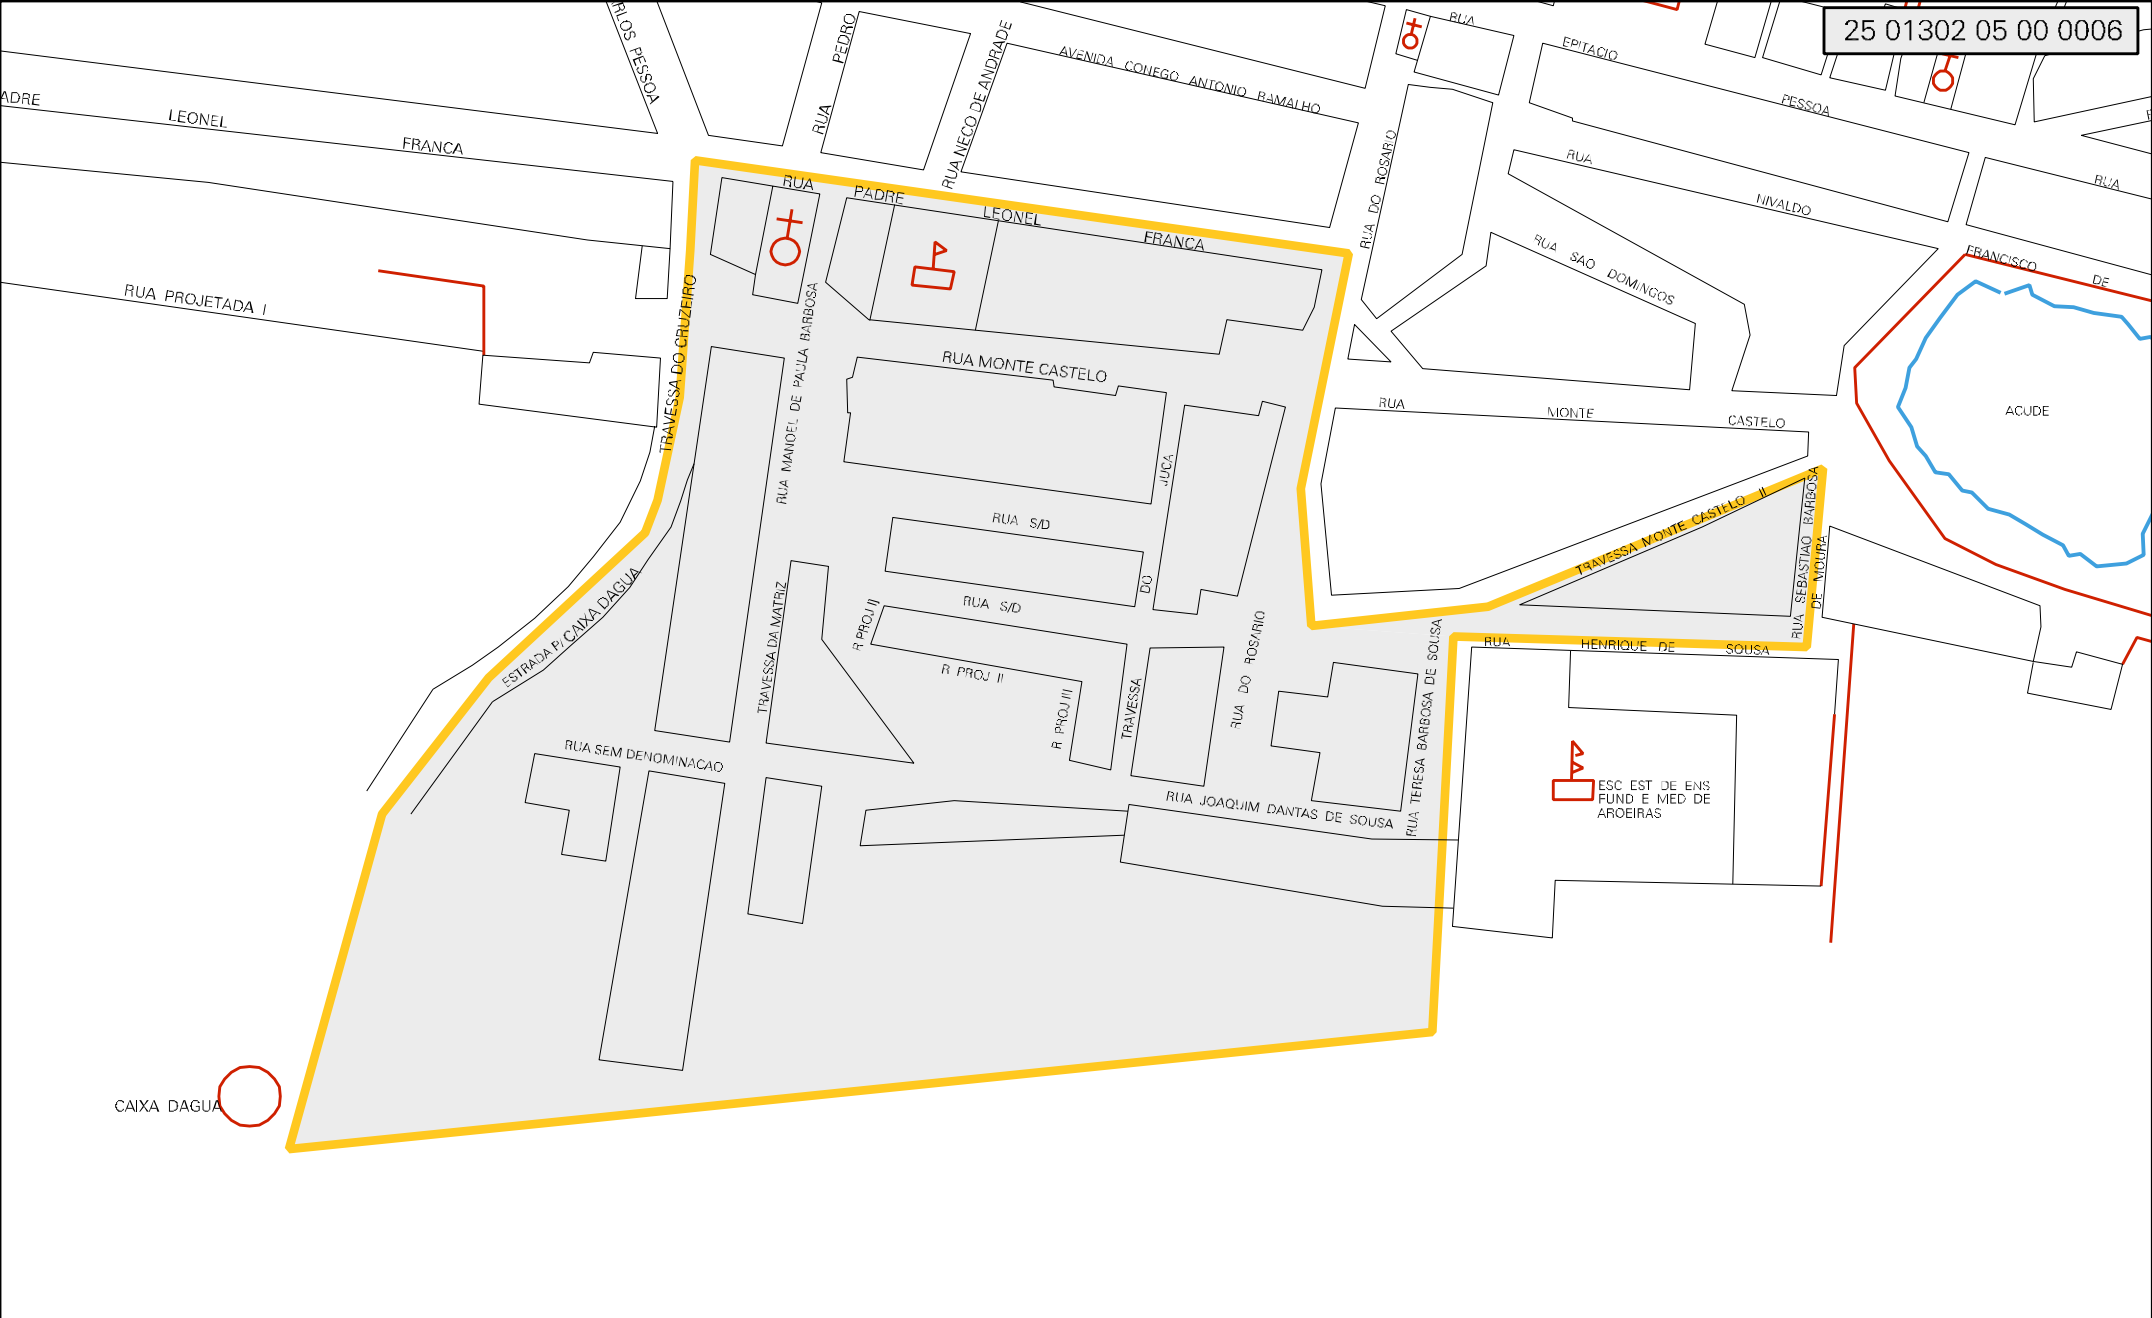 25 01302 05 00 0006
RUA
EPITACIO
PESSOA
RUA PEDRO
RUA NECO DE ANDRADE
AVENIDA CONEGO ANTONIO RAMALHO
RLOS PESSOA
ADRE LEONEL FRANCA
RUA DO ROSARIO
RUA NIVALDO
RUA
FRANCISCO DE
RUA PADRE LEONEL FRANCA
RUA SAO DOMINGOS
RUA PROJETADA I
TRAVESSA DO CRUZEIRO
RUA MANOEL DE PAULA BARBOSA
RUA MONTE CASTELO
RUA MONTE CASTELO
ACUDE
TRAVESSA DO JUCA
RUA S/D
TRAVESSA MONTE CASTELO II
RUA SEBASTIAO BARBOSA
DE MOURA
ESTRADA P/ CAIXA DAGUA
TRAVESSA DA MATRIZ
R PROJ II
RUA S/D
R PROJ II
R PROJ III
RUA DO ROSARIO
RUA TERESA BARBOSA DE SOUSA
RUA HENRIQUE DE SOUSA
RUA SEM DENOMINACAO
RUA JOAQUIM DANTAS DE SOUSA
ESC EST DE ENS
FUND E MED DE
AROEIRAS
CAIXA DAGUA